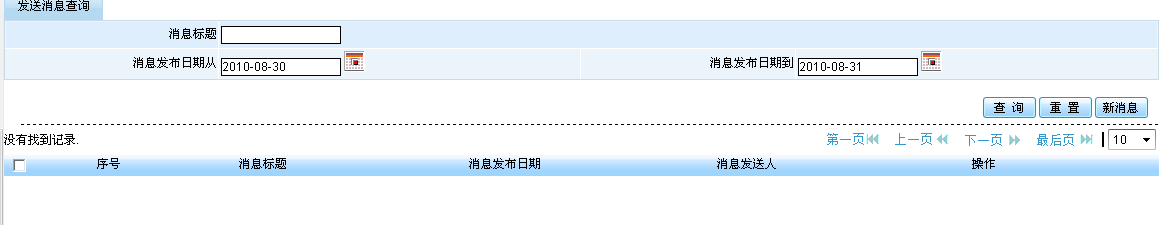 发送消息查询
消息标题
消息发布日期从 2010-08-30 消息发布日期到 2010-08-31
查 询 重 置 新消息
没有找到记录. 第一页 上一页 下一页 最后页 10
序号 消息标题 消息发布日期 消息发送人 操作